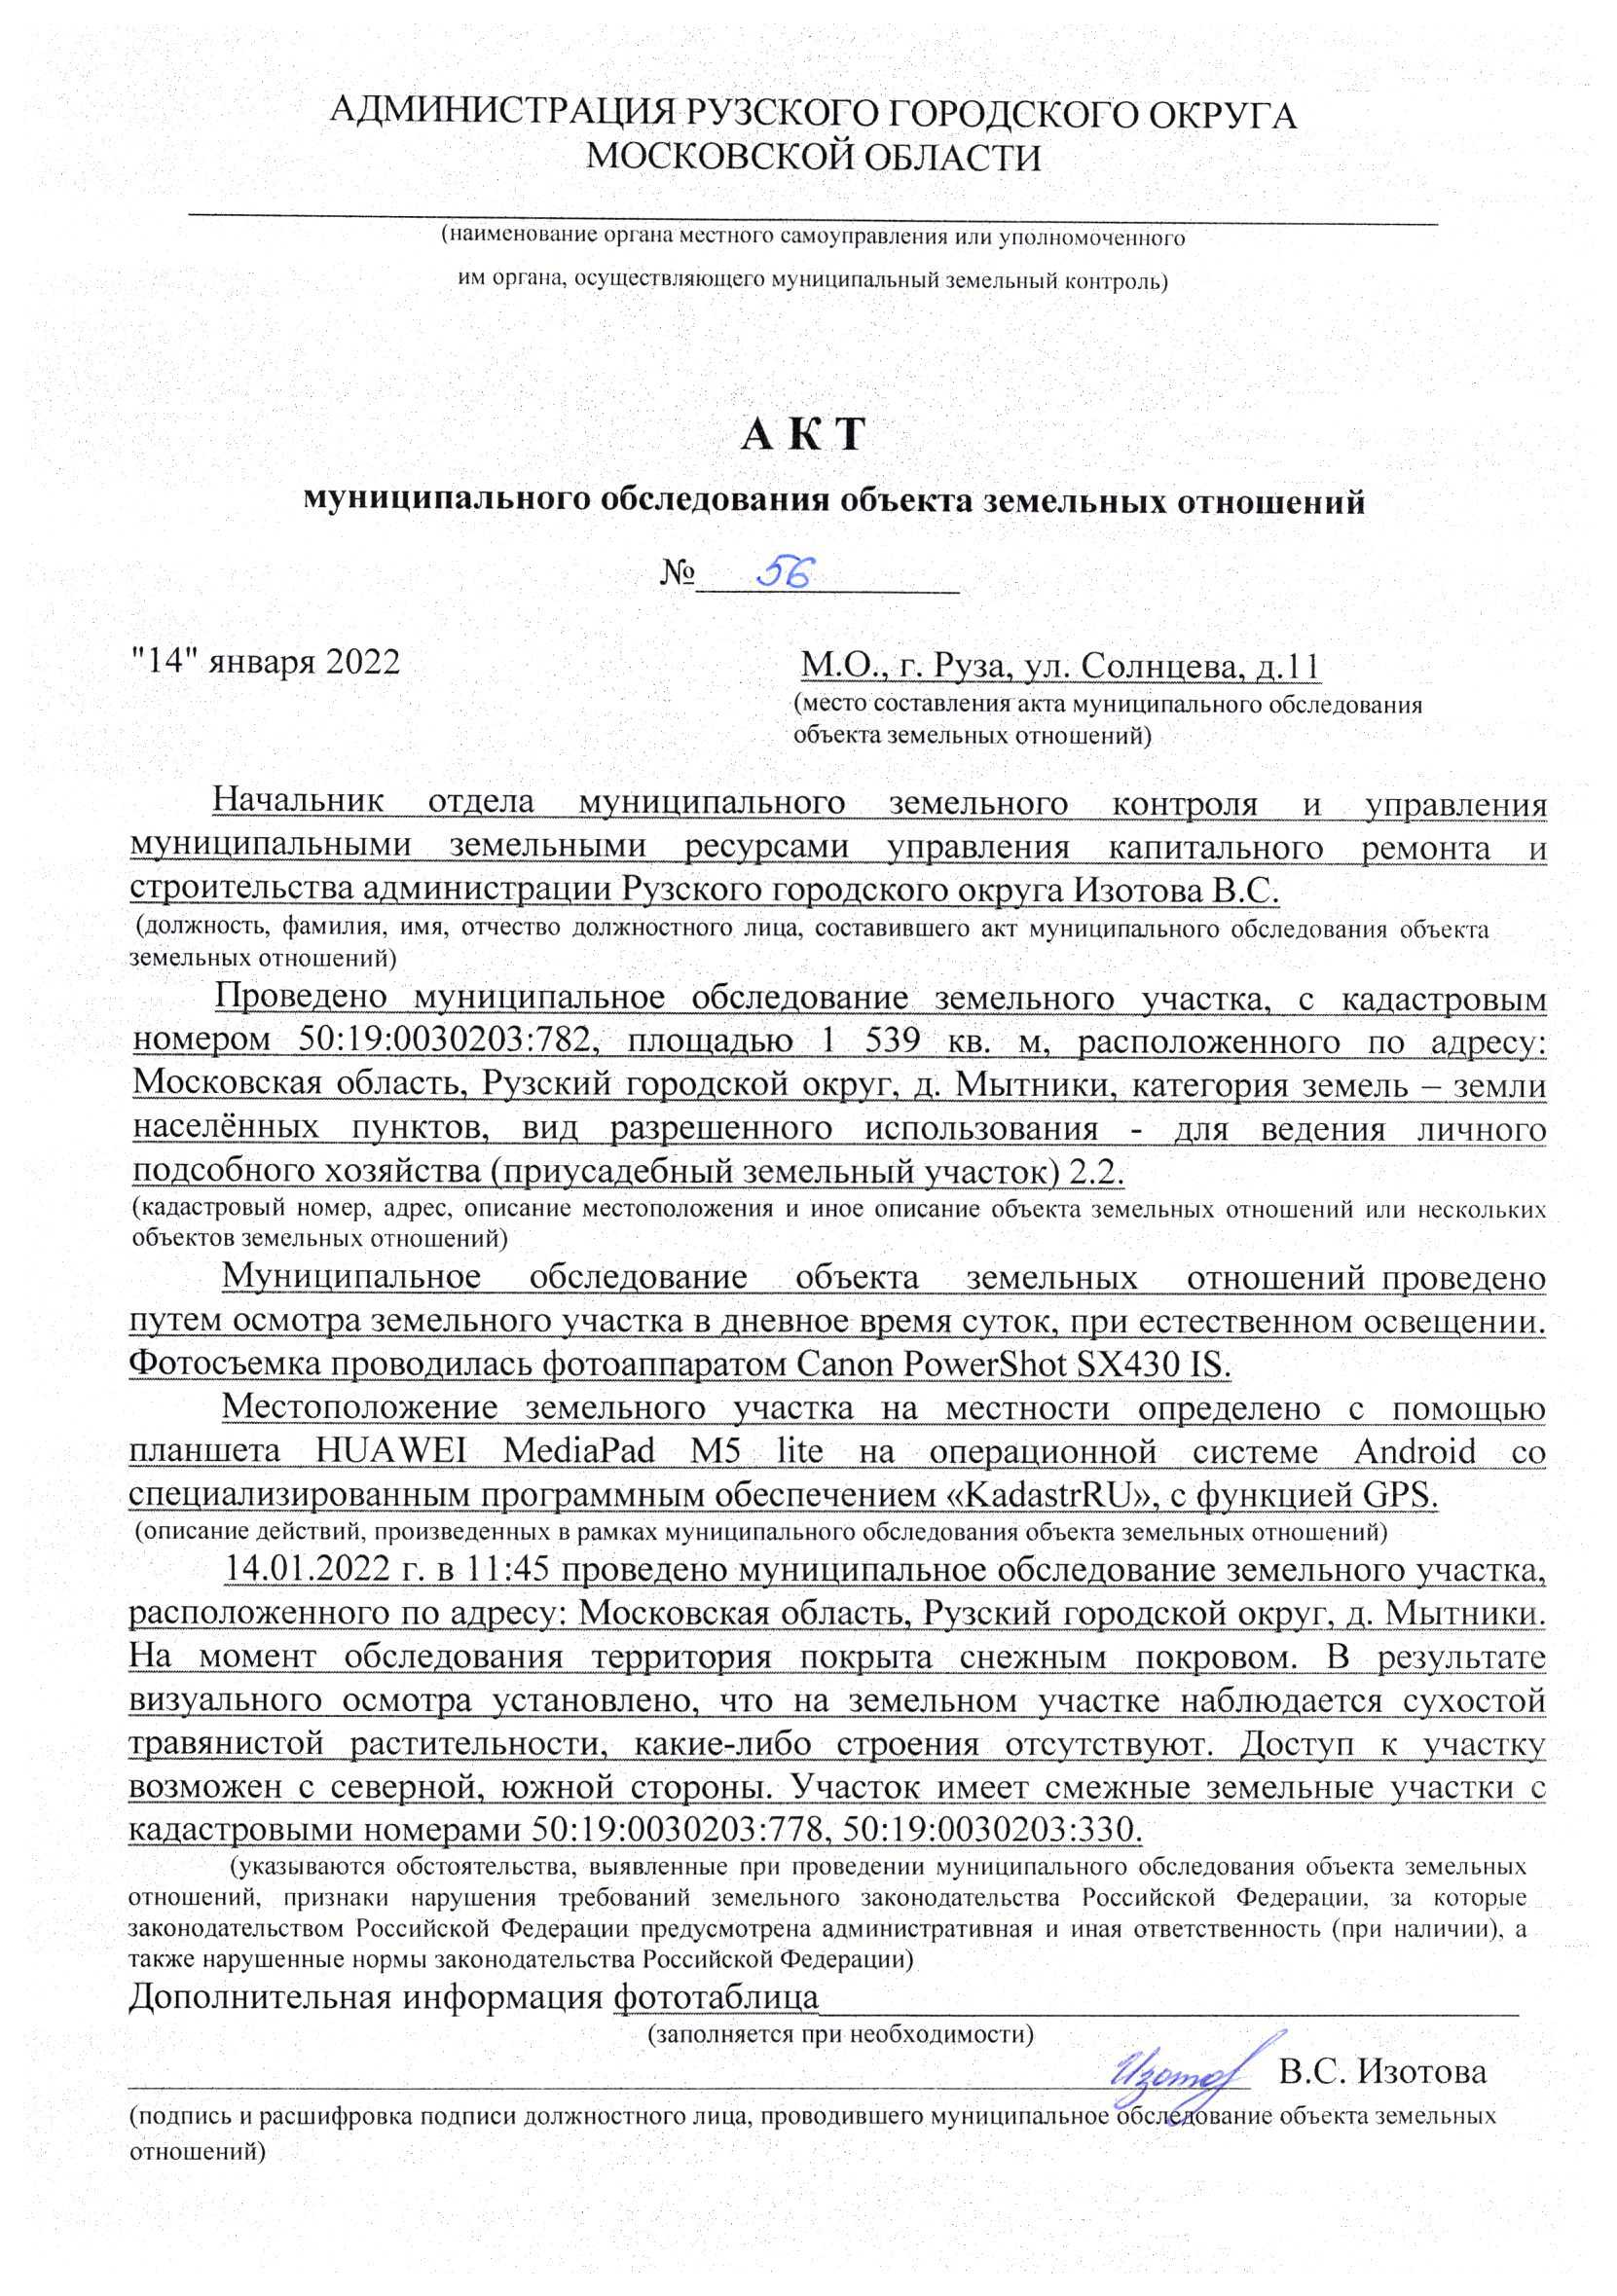 АДМИНИСТРАЦИЯ РУЗСКОГО ГОРОДСКОГО ОКРУГА
МОСКОВСКОЙ ОБЛАСТИ
(наименование органа местного самоуправления или уполномоченного
им органа, осуществляющего муниципальный земельный контроль)
А К Т
муниципального обследования объекта земельных отношений
№ 56
"14" января 2022
М.О., г. Руза, ул. Солнцева, д.11
(место составления акта муниципального обследования
объекта земельных отношений)
Начальник отдела муниципального земельного контроля и управления
муниципальными земельными ресурсами управления капитального ремонта и
строительства администрации Рузского городского округа Изотова В.С.
(должность, фамилия, имя, отчество должностного лица, составившего акт муниципального обследования объекта
земельных отношений)
Проведено муниципальное обследование земельного участка, с кадастровым
номером 50:19:0030203:782, площадью 1 539 кв. м, расположенного по адресу:
Московская область, Рузский городской округ, д. Мытники, категория земель – земли
населённых пунктов, вид разрешенного использования - для ведения личного
подсобного хозяйства (приусадебный земельный участок) 2.2.
(кадастровый номер, адрес, описание местоположения и иное описание объекта земельных отношений или нескольких
объектов земельных отношений)
Муниципальное обследование объекта земельных отношений проведено
путем осмотра земельного участка в дневное время суток, при естественном освещении.
Фотосъемка проводилась фотоаппаратом Canon PowerShot SX430 IS.
Местоположение земельного участка на местности определено с помощью
планшета HUAWEI MediaPad M5 lite на операционной системе Android со
специализированным программным обеспечением «KadastrRU», с функцией GPS.
(описание действий, произведенных в рамках муниципального обследования объекта земельных отношений)
14.01.2022 г. в 11:45 проведено муниципальное обследование земельного участка,
расположенного по адресу: Московская область, Рузский городской округ, д. Мытники.
На момент обследования территория покрыта снежным покровом. В результате
визуального осмотра установлено, что на земельном участке наблюдается сухостой
травянистой растительности, какие-либо строения отсутствуют. Доступ к участку
возможен с северной, южной стороны. Участок имеет смежные земельные участки с
кадастровыми номерами 50:19:0030203:778, 50:19:0030203:330.
(указываются обстоятельства, выявленные при проведении муниципального обследования объекта земельных
отношений, признаки нарушения требований земельного законодательства Российской Федерации, за которые
законодательством Российской Федерации предусмотрена административная и иная ответственность (при наличии), а
также нарушенные нормы законодательства Российской Федерации)
Дополнительная информация фототаблица
(заполняется при необходимости)
Изотов В.С. Изотова
(подпись и расшифровка подписи должностного лица, проводившего муниципальное обследование объекта земельных
отношений)